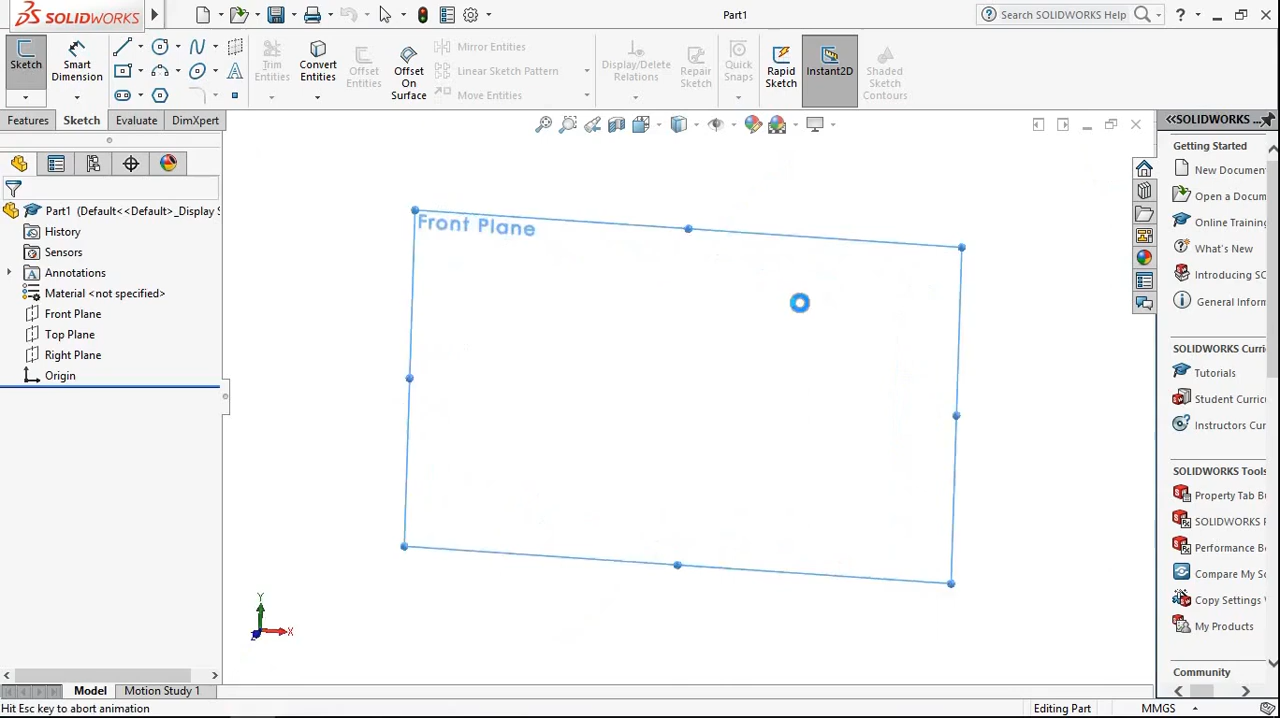 SOLIDWORKS
Part1
Search SOLIDWORKS Help
Sketch
Smart Dimension
Trim Entities
Convert Entities
Offset Entities
Offset On Surface
Mirror Entities
Linear Sketch Pattern
Move Entities
Display/Delete Relations
Repair Sketch
Quick Snaps
Rapid Sketch
Instant2D
Shaded Sketch Contours
Features
Sketch
Evaluate
DimXpert
Part1 (Default<<Default>_Display S
History
Sensors
Annotations
Material <not specified>
Front Plane
Top Plane
Right Plane
Origin
Front Plane
Y
X
Z
SOLIDWORKS ...
Getting Started
New Documen
Open a Docum
Online Training
What's New
Introducing SO
General Inforn
SOLIDWORKS Curri
Tutorials
Student Curric
Instructors Cur
SOLIDWORKS Tools
Property Tab Bu
SOLIDWORKS R
Performance Be
Compare My Sc
Copy Settings W
My Products
Community
Model
Motion Study 1
Hit Esc key to abort animation
Editing Part
MMGS